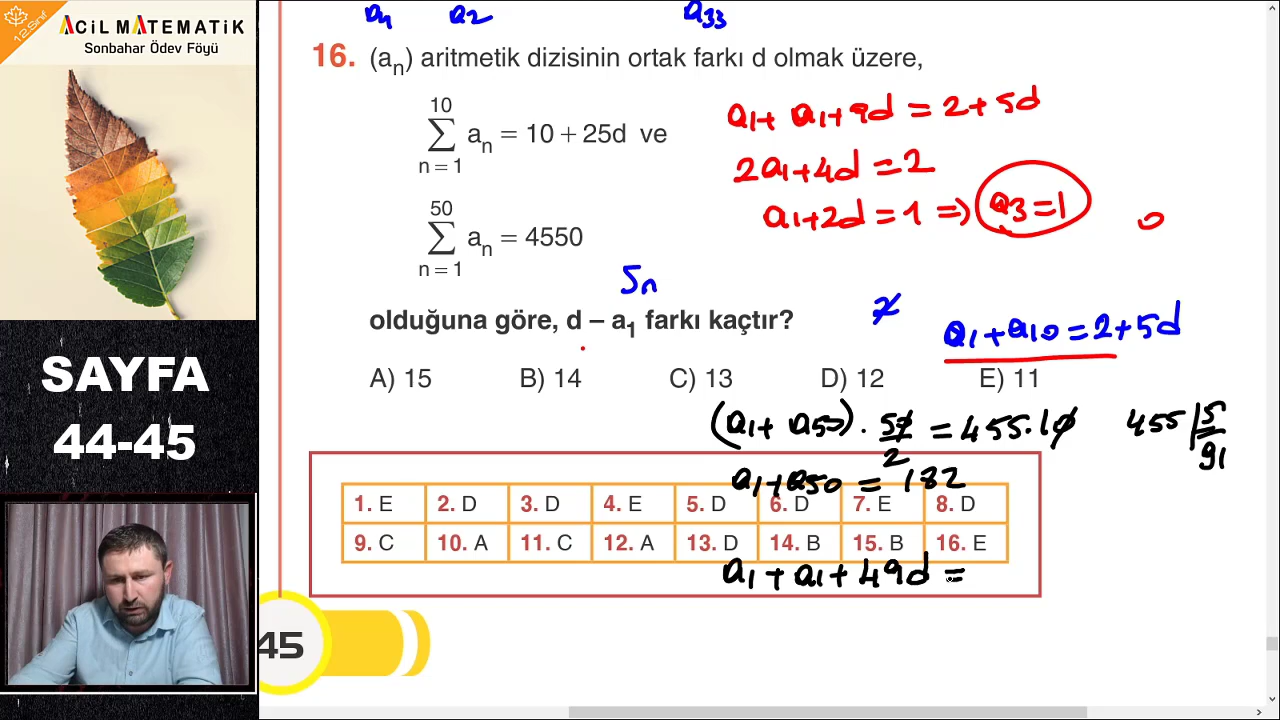 12.Sınıf
ACİL MATEMATİK
Sonbahar Ödev Föyü
SAYFA
44-45
a1 a2 a33
16. (an) aritmetik dizisinin ortak farkı d olmak üzere,
10
∑ an = 10 + 25d ve
n = 1
50
∑ an = 4550
n = 1
olduğuna göre, d – a1 farkı kaçtır?
A) 15 B) 14 C) 13 D) 12 E) 11
a1 + a1 + 9d = 2 + 5d
2a1 + 4d = 2
a1 + 2d = 1 ⇒ a3 = 1
0
Sn
a1 + a10 = 2 + 5d
(a1 + a50) . 50/2 = 455.10
455 5
91
a1 + a50 = 182
a1 + a1 + 49d =
1. E 2. D 3. D 4. E 5. D 6. D 7. E 8. D
9. C 10. A 11. C 12. A 13. D 14. B 15. B 16. E
45